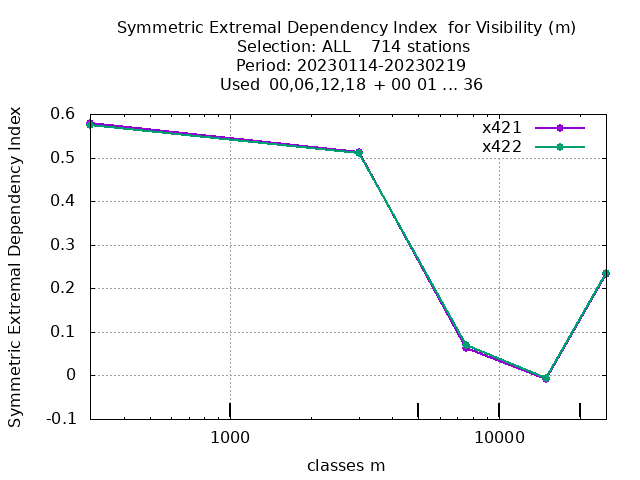 Symmetric Extremal Dependency Index for Visibility (m)
Selection: ALL 714 stations
Period: 20230114-20230219
Used 00,06,12,18 + 00 01 ... 36
Symmetric Extremal Dependency Index
0.6
0.5
0.4
0.3
0.2
0.1
0
-0.1
x421
x422
1000 10000
classes m